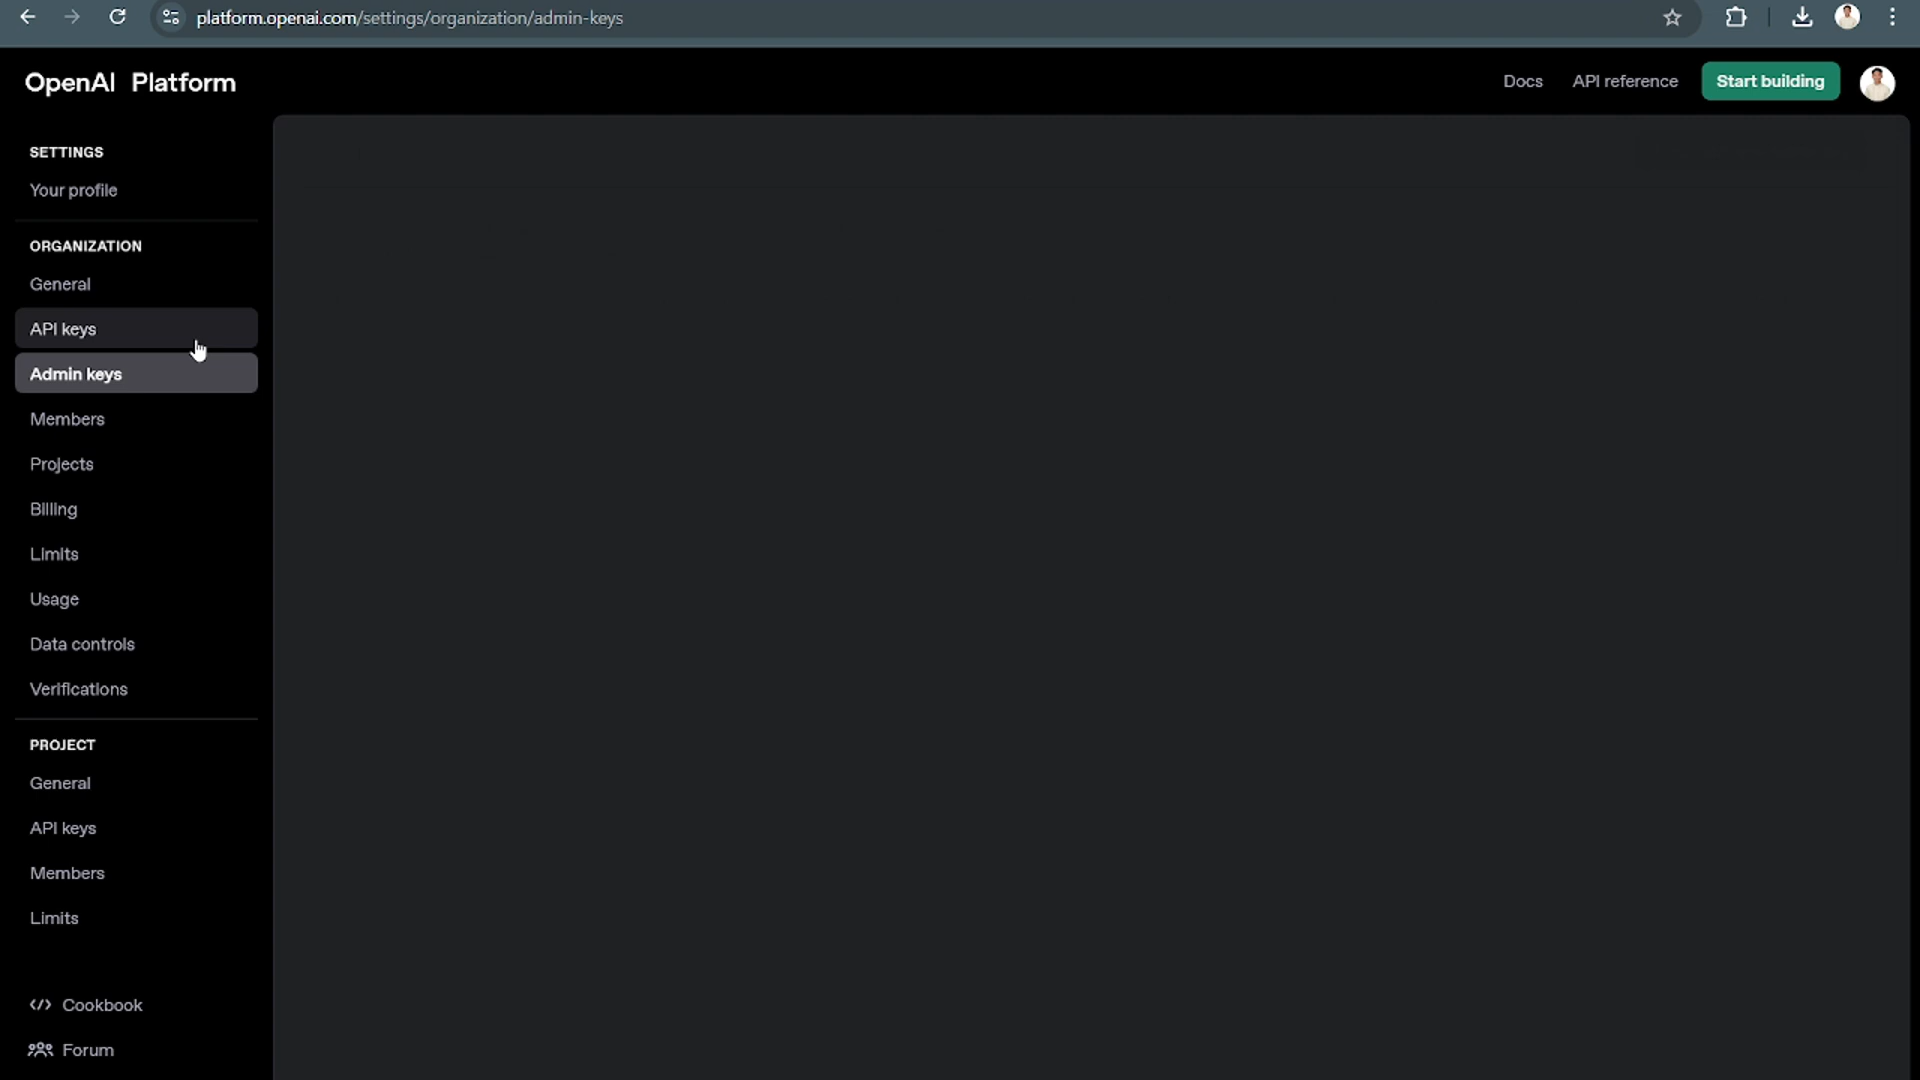 platform.openai.com/settings/organization/admin-keys
OpenAI Platform
Docs
API reference
Start building
SETTINGS
Your profile
ORGANIZATION
General
API keys
Admin keys
Members
Projects
Billing
Limits
Usage
Data controls
Verifications
PROJECT
General
API keys
Members
Limits
Cookbook
Forum